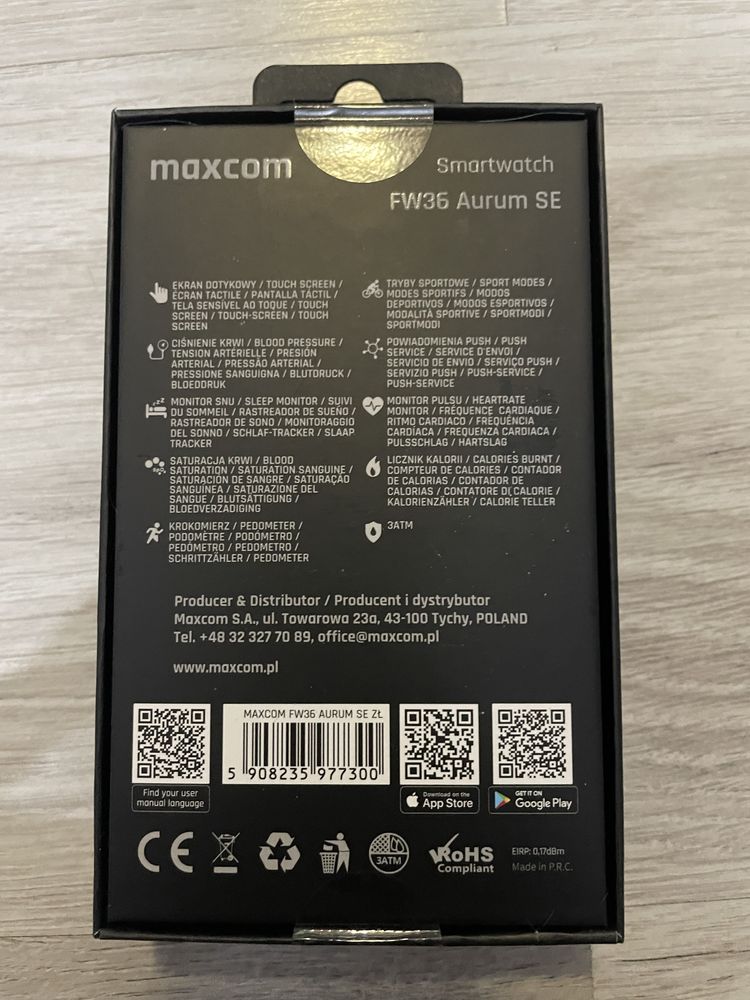 maxcom
Smartwatch
FW36 Aurum SE
EKRAN DOTYKOWY / TOUCH SCREEN /
ÉCRAN TACTILE / PANTALLA TÁCTIL /
TELA SENSÍVEL AO TOQUE / TOUCH
SCREEN / TOUCH-SCREEN / TOUCH
SCREEN
TRYBY SPORTOWE / SPORT MODES /
MODES SPORTIFS / MODOS
DEPORTIVOS / MODOS ESPORTIVOS /
MODALITÀ SPORTIVE / SPORTMODI /
SPORTMODI
CIŚNIENIE KRWI / BLOOD PRESSURE /
TENSION ARTÉRIELLE / PRESIÓN
ARTERIAL / PRESSÃO ARTERIAL /
PRESSIONE SANGUIGNA / BLUTDRUCK /
BLOEDDRUK
POWIADOMIENIA PUSH / PUSH
SERVICE / SERVICE D'ENVOI /
SERVICIO DE ENVIO / SERVIÇO PUSH /
SERVIZIO PUSH / PUSH-SERVICE /
PUSH-SERVICE
MONITOR SNU / SLEEP MONITOR / SUIVI
DU SOMMEIL / RASTREADOR DE SUEÑO /
RASTREADOR DE SONO / MONITORAGGIO
DEL SONNO / SCHLAF-TRACKER / SLAAP
TRACKER
MONITOR PULSU / HEARTRATE
MONITOR / FRÉQUENCE CARDIAQUE /
RITMO CARDIACO / FREQUÊNCIA
CARDÍACA / FREQUENZA CARDIACA /
PULSSCHLAG / HARTSLAG
SATURACJA KRWI / BLOOD
SATURATION / SATURATION SANGUINE /
SATURACIÓN DE SANGRE / SATURAÇÃO
SANGUÍNEA / SATURAZIONE DEL
SANGUE / BLUTSÄTTIGUNG /
BLOEDVERZADIGING
LICZNIK KALORII / CALORIES BURNT /
COMPTEUR DE CALORIES / CONTADOR
DE CALORIAS / CONTADOR DE
CALORIAS / CONTATORE DI CALORIE /
KALORIENZÄHLER / CALORIE TELLER
KROKOMIERZ / PEDOMETER /
PODOMÈTRE / PODÓMETRO /
PEDÔMETRO / PEDOMETRO /
SCHRITTZÄHLER / PEDOMETER
3ATM
Producer & Distributor / Producent i dystrybutor
Maxcom S.A., ul. Towarowa 23a, 43-100 Tychy, POLAND
Tel. +48 32 327 70 89, office@maxcom.pl
www.maxcom.pl
MAXCOM FW36 AURUM SE ZŁ
5 908235 977300
Find your user
manual language
Download on the
App Store
GET IT ON
Google Play
CE
3ATM
RoHS
Compliant
EIRP: 0,17dBm
Made in P.R.C.